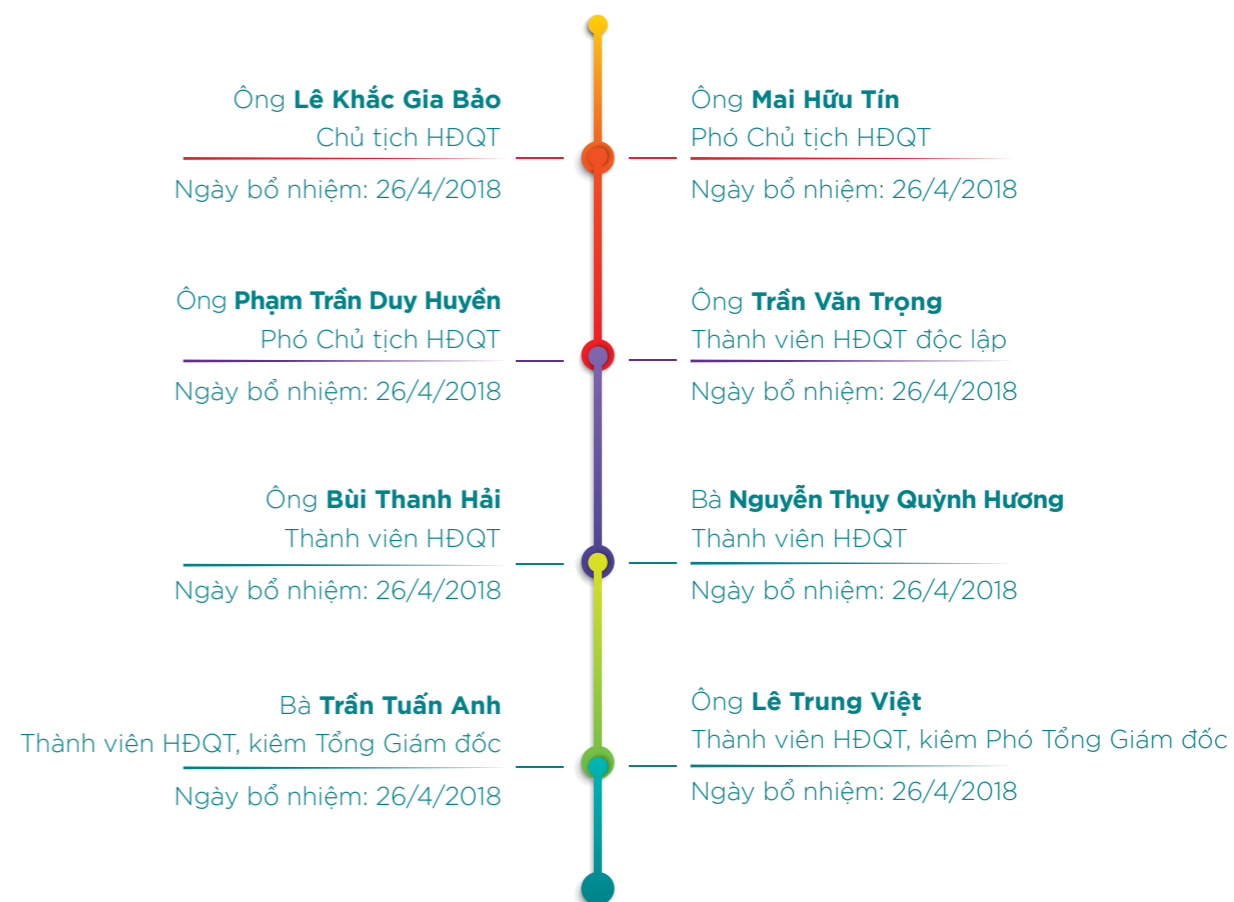 Ông Lê Khắc Gia Bảo
Chủ tịch HĐQT
Ngày bổ nhiệm: 26/4/2018
Ông Mai Hữu Tín
Phó Chủ tịch HĐQT
Ngày bổ nhiệm: 26/4/2018
Ông Phạm Trần Duy Huyền
Phó Chủ tịch HĐQT
Ngày bổ nhiệm: 26/4/2018
Ông Trần Văn Trọng
Thành viên HĐQT độc lập
Ngày bổ nhiệm: 26/4/2018
Ông Bùi Thanh Hải
Thành viên HĐQT
Ngày bổ nhiệm: 26/4/2018
Bà Nguyễn Thụy Quỳnh Hương
Thành viên HĐQT
Ngày bổ nhiệm: 26/4/2018
Bà Trần Tuấn Anh
Thành viên HĐQT, kiêm Tổng Giám đốc
Ngày bổ nhiệm: 26/4/2018
Ông Lê Trung Việt
Thành viên HĐQT, kiêm Phó Tổng Giám đốc
Ngày bổ nhiệm: 26/4/2018